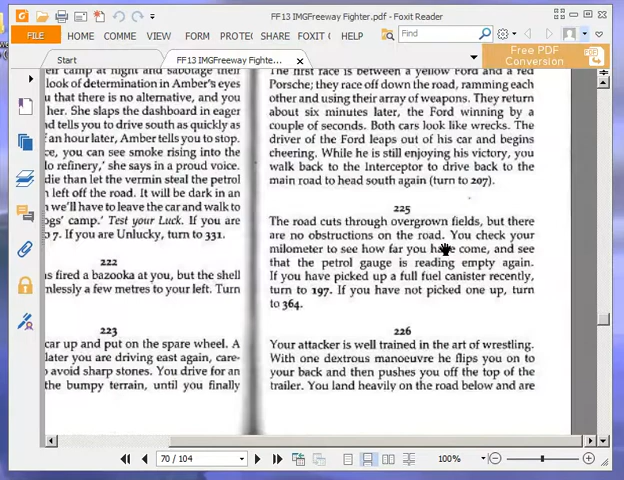 FF13 IMGFreeway Fighter.pdf - Foxit Reader
FILE HOME COMME VIEW FORM PROTE SHARE FOXIT C HELP Find
Start FF13 IMGFreeway Fighte... Free PDF Conversion
camp at night and sabotage their
look of determination in Amber's eyes
u that there is no alternative, and you
her. She slaps the dashboard in eager
nd tells you to drive south as quickly as
f an hour later, Amber tells you to stop.
ce, you can see smoke rising into the
lo refinery,' she says in a proud voice.
die than let the vermin steal the petrol
left off the road. It will be dark in an
n we'll have to leave the car and walk to
ogs' camp.' Test your Luck. If you are
o 7. If you are Unlucky, turn to 331.
222
s fired a bazooka at you, but the shell
mlessly a few metres to your left. Turn
223
car up and put on the spare wheel. A
later you are driving east again, care-
o avoid sharp stones. You drive for an
the bumpy terrain, until you finally
The first race is between a yellow Ford and a red
Porsche; they race off down the road, ramming each
other and using their array of weapons. They return
about six minutes later, the Ford winning by a
couple of seconds. Both cars look like wrecks. The
driver of the Ford leaps out of his car and begins
cheering. While he is still enjoying his victory, you
walk back to the Interceptor to drive back to the
main road to head south again (turn to 207).
225
The road cuts through overgrown fields, but there
are no obstructions on the road. You check your
milometer to see how far you have come, and see
that the petrol gauge is reading empty again.
If you have picked up a full fuel canister recently,
turn to 197. If you have not picked one up, turn
to 364.
226
Your attacker is well trained in the art of wrestling.
With one dextrous manoeuvre he flips you on to
your back and then pushes you off the top of the
trailer. You land heavily on the road below and are
70 / 104 100%